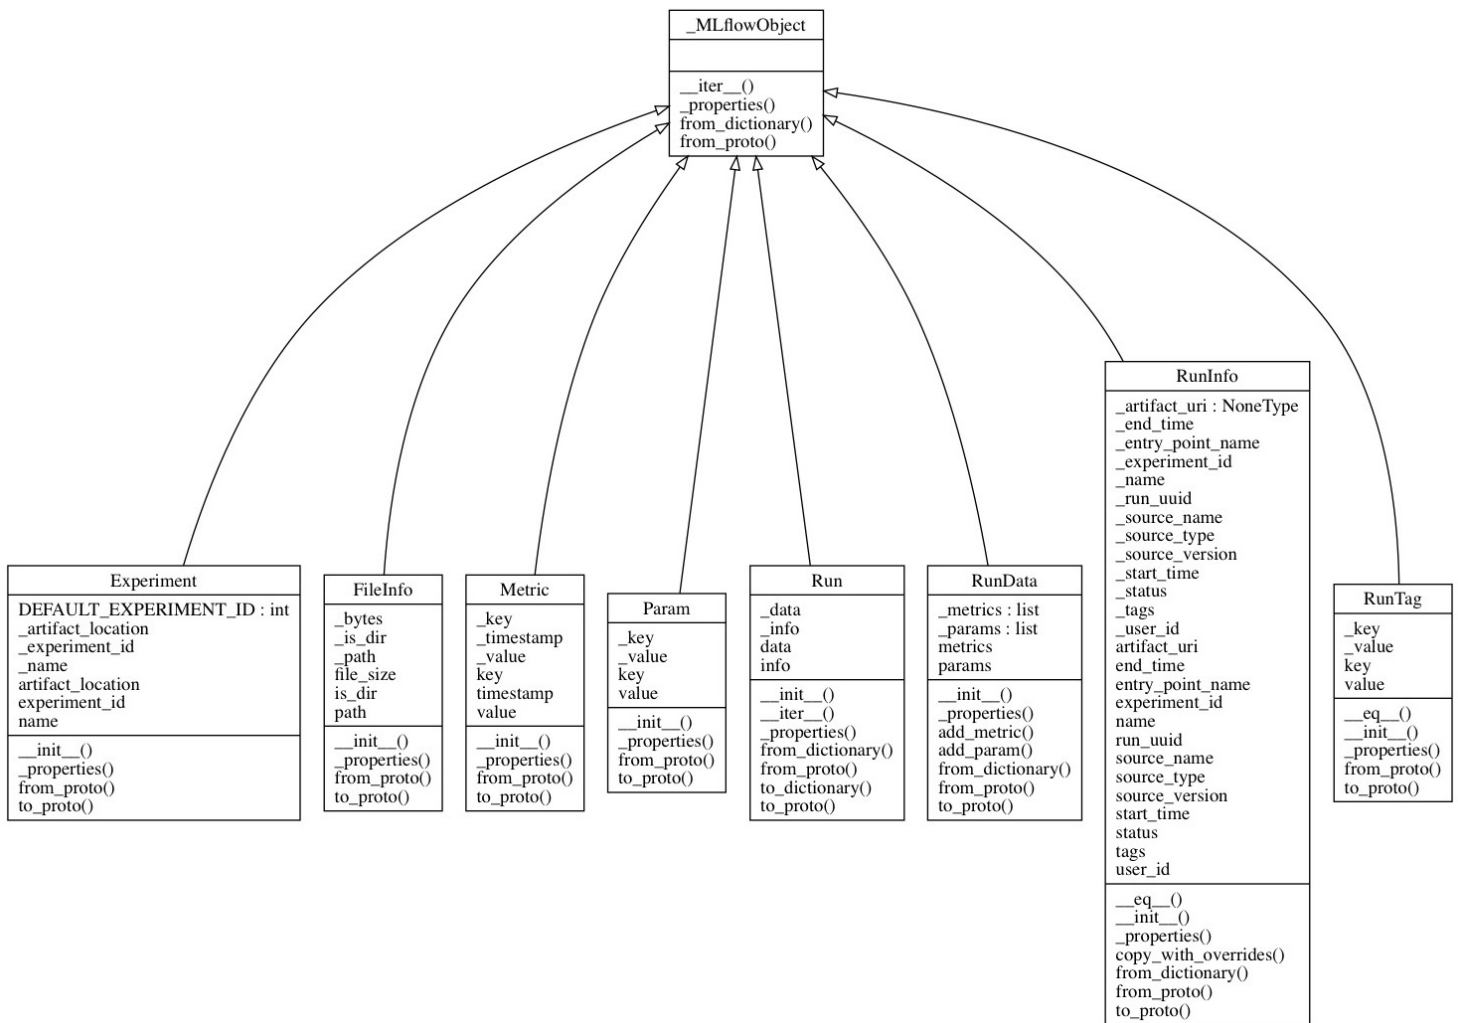 _MLflowObject
__iter__()
_properties()
from_dictionary()
from_proto()
Experiment
DEFAULT_EXPERIMENT_ID : int
_artifact_location
_experiment_id
_name
artifact_location
experiment_id
name
__init__()
_properties()
from_proto()
to_proto()
FileInfo
_bytes
_is_dir
_path
file_size
is_dir
path
__init__()
_properties()
from_proto()
to_proto()
Metric
_key
_timestamp
_value
key
timestamp
value
__init__()
_properties()
from_proto()
to_proto()
Param
_key
_value
key
value
__init__()
_properties()
from_proto()
to_proto()
Run
_data
_info
data
info
__init__()
__iter__()
_properties()
from_dictionary()
from_proto()
to_dictionary()
to_proto()
RunData
_metrics : list
_params : list
metrics
params
__init__()
_properties()
add_metric()
add_param()
from_dictionary()
from_proto()
to_proto()
RunInfo
_artifact_uri : NoneType
_end_time
_entry_point_name
_experiment_id
_name
_run_uuid
_source_name
_source_type
_source_version
_start_time
_status
_tags
_user_id
artifact_uri
end_time
entry_point_name
experiment_id
name
run_uuid
source_name
source_type
source_version
start_time
status
tags
user_id
__eq__()
__init__()
_properties()
copy_with_overrides()
from_dictionary()
from_proto()
to_proto()
RunTag
_key
_value
key
value
__eq__()
__init__()
_properties()
from_proto()
to_proto()